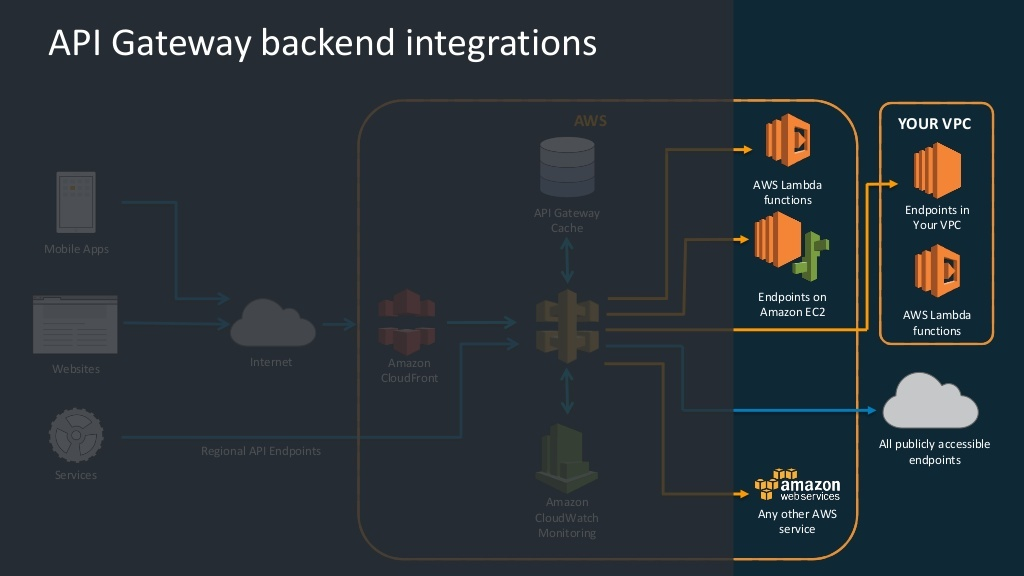 API Gateway backend integrations
AWS
YOUR VPC
API Gateway
Cache
AWS Lambda
functions
Endpoints in
Your VPC
Mobile Apps
Endpoints on
Amazon EC2
AWS Lambda
functions
Websites
Internet
Amazon
CloudFront
Services
Regional API Endpoints
All publicly accessible
endpoints
Amazon
CloudWatch
Monitoring
amazon
webservices
Any other AWS
service